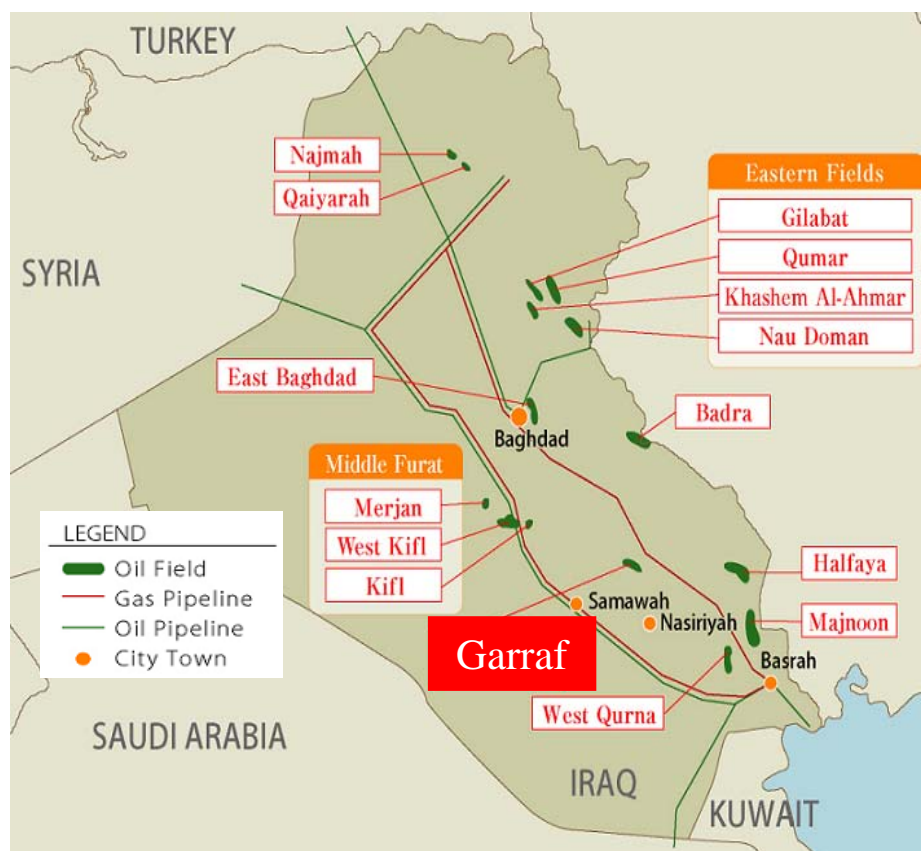 TURKEY
Najmah
Qaiyarah
Eastern Fields
Gilabat
Qumar
Khashem Al-Ahmar
Nau Doman
SYRIA
East Baghdad
Badra
Baghdad
Middle Furat
Merjan
West Kifl
Kifl
LEGEND
Oil Field
Gas Pipeline
Oil Pipeline
City Town
Halfaya
Samawah
Nasiriyah
Majnoon
Garraf
Basrah
West Qurna
SAUDI ARABIA
IRAQ
KUWAIT